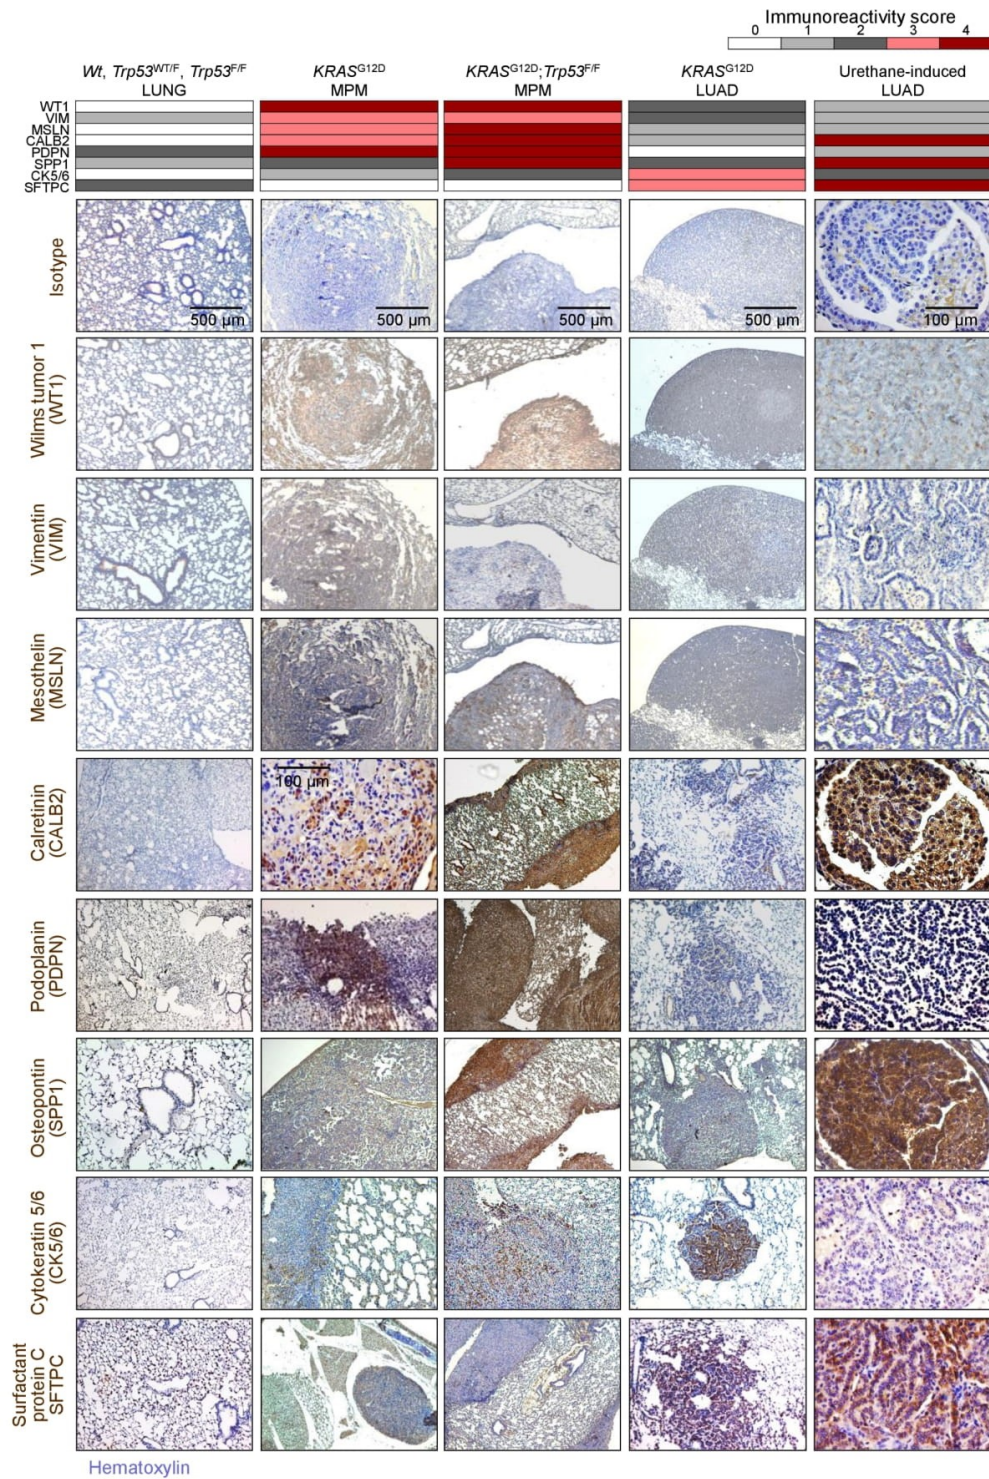 Immunoreactivity score
0 1 2 3 4
Wt, Trp53WT/F, Trp53F/F
LUNG
KRASG12D
MPM
KRASG12D;Trp53F/F
MPM
KRASG12D
LUAD
Urethane-induced
LUAD
WT1
VIM
MSLN
CALB2
PDPN
SPP1
CK5/6
SFTPC
Isotype
500 µm
500 µm
500 µm
500 µm
100 µm
Wilms tumor 1
(WT1)
Vimentin
(VIM)
Mesothelin
(MSLN)
Calretinin
(CALB2)
100 µm
Podoplanin
(PDPN)
Osteopontin
(SPP1)
Cytokeratin 5/6
(CK5/6)
Surfactant
protein C
SFTPC
Hematoxylin